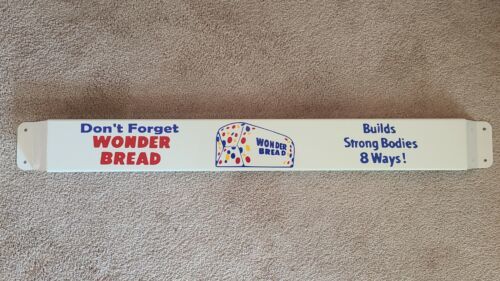 Don't Forget
WONDER
BREAD
WONDER
BREAD
Builds
Strong Bodies
8 Ways!